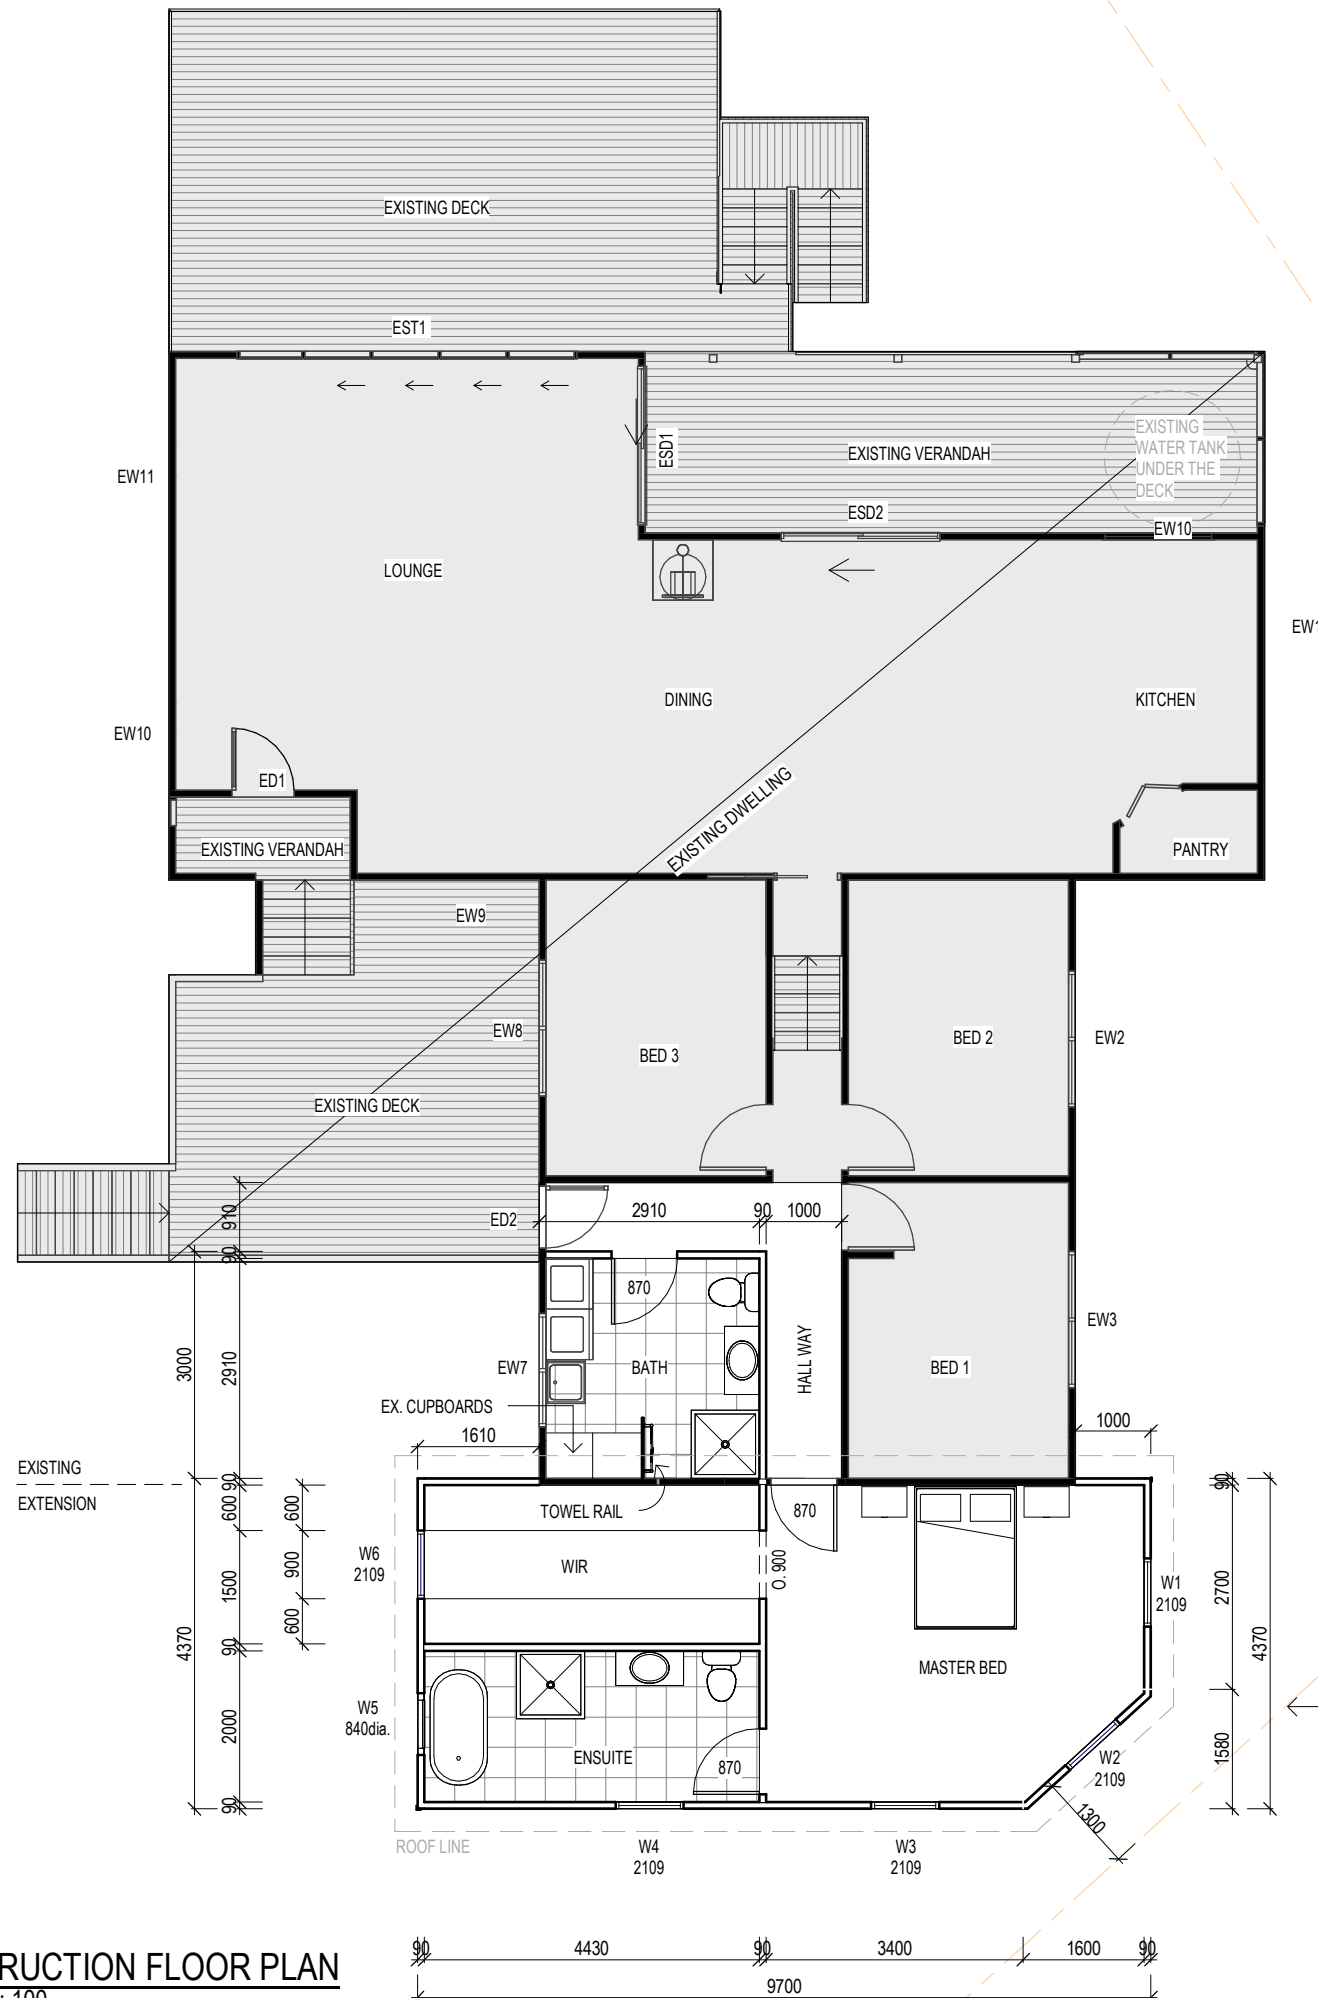 EXISTING DECK
EST1
EXISTING
WATER TANK
UNDER THE
DECK
ESD1
EXISTING VERANDAH
EW11
ESD2
EW10
LOUNGE
EW1
DINING
KITCHEN
EW10
ED1
EXISTING DWELLING
EXISTING VERANDAH
PANTRY
EW9
EW8
BED 3
BED 2
EW2
EXISTING DECK
910
ED2
2910
90
1000
90
870
3000
2910
EW7
BATH
HALL WAY
BED 1
EW3
EX. CUPBOARDS
1610
1000
EXISTING
EXTENSION
90
600
600
TOWEL RAIL
870
90
W6
2109
900
1500
WIR
O. 900
W1
2109
2700
600
4370
90
4370
MASTER BED
W5
840dia.
2000
ENSUITE
870
W2
2109
1580
90
1300
ROOF LINE
W4
2109
W3
2109
RUCTION FLOOR PLAN
: 100
90
4430
90
3400
1600
90
9700